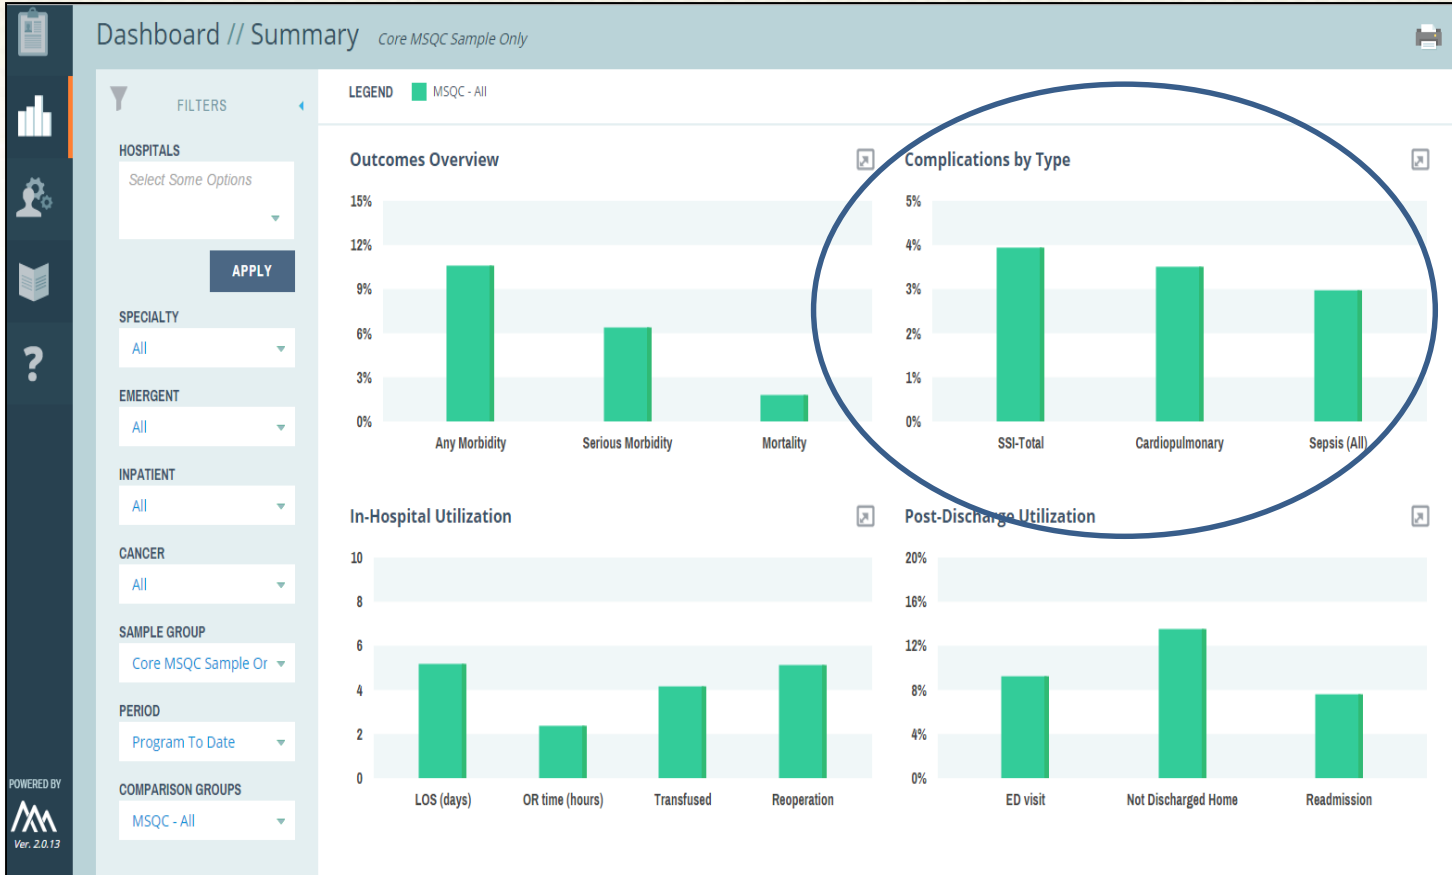 Dashboard // Summary Core MSQC Sample Only
FILTERS
HOSPITALS
Select Some Options
APPLY
SPECIALTY
All
EMERGENT
All
INPATIENT
All
CANCER
All
SAMPLE GROUP
Core MSQC Sample Or
PERIOD
Program To Date
COMPARISON GROUPS
MSQC - All
POWERED BY
Ver. 2.0.13
?
LEGEND MSQC - All
Outcomes Overview
15%
12%
9%
6%
3%
0%
Any Morbidity Serious Morbidity Mortality
Complications by Type
5%
4%
3%
2%
1%
0%
SSI-Total Cardiopulmonary Sepsis (All)
In-Hospital Utilization
10
8
6
4
2
0
LOS (days) OR time (hours) Transfused Reoperation
Post-Discharge Utilization
20%
16%
12%
8%
4%
0%
ED visit Not Discharged Home Readmission